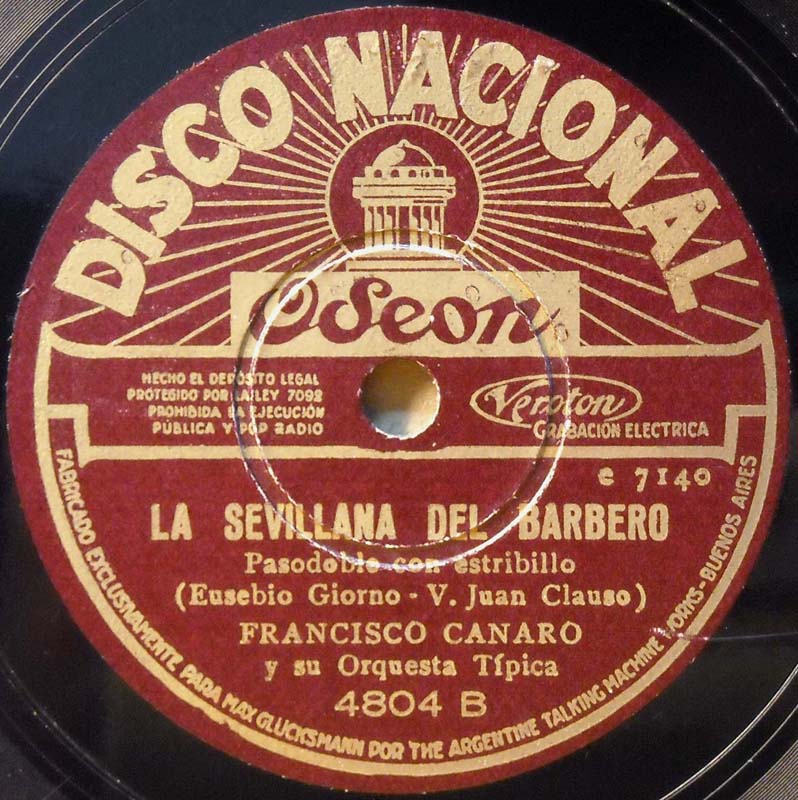 DISCO NACIONAL
Odeon
HECHO EL DEPÓSITO LEGAL
PROTEGIDO POR LA LEY 7092
PROHIBIDA LA EJECUCIÓN
PÚBLICA Y POR RADIO
Veroton
GRABACIÓN ELECTRICA
e 7140
LA SEVILLANA DEL BARBERO
Pasodoble con estribillo
(Eusebio Giorno - V. Juan Clauso)
FRANCISCO CANARO
y su Orquesta Típica
4804 B
FABRICADO EXCLUSIVAMENTE PARA MAX GLÜCKSMANN POR THE ARGENTINE TALKING MACHINE WORKS - BUENOS AIRES